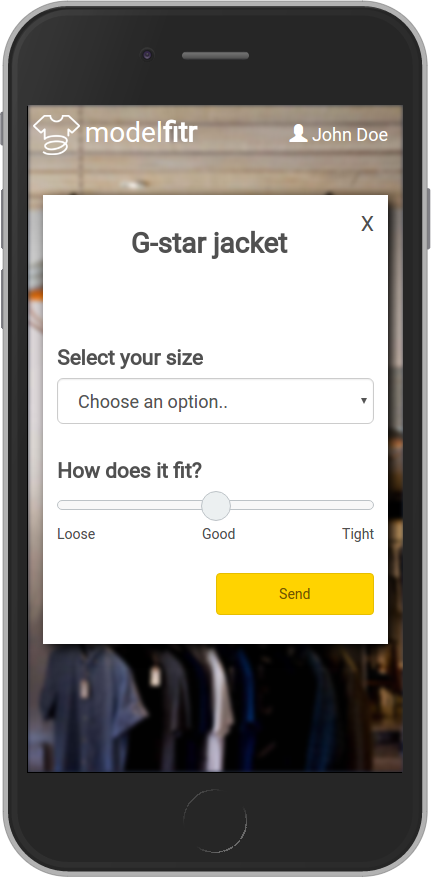 modelfitr
John Doe
X
G-star jacket
Select your size
Choose an option..
How does it fit?
Loose Good Tight
Send